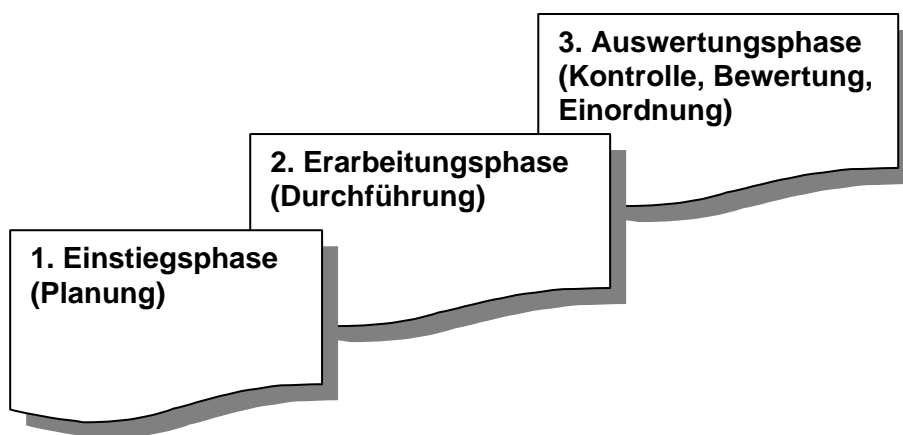 1. Einstiegsphase
(Planung)
2. Erarbeitungsphase
(Durchführung)
3. Auswertungsphase
(Kontrolle, Bewertung,
Einordnung)